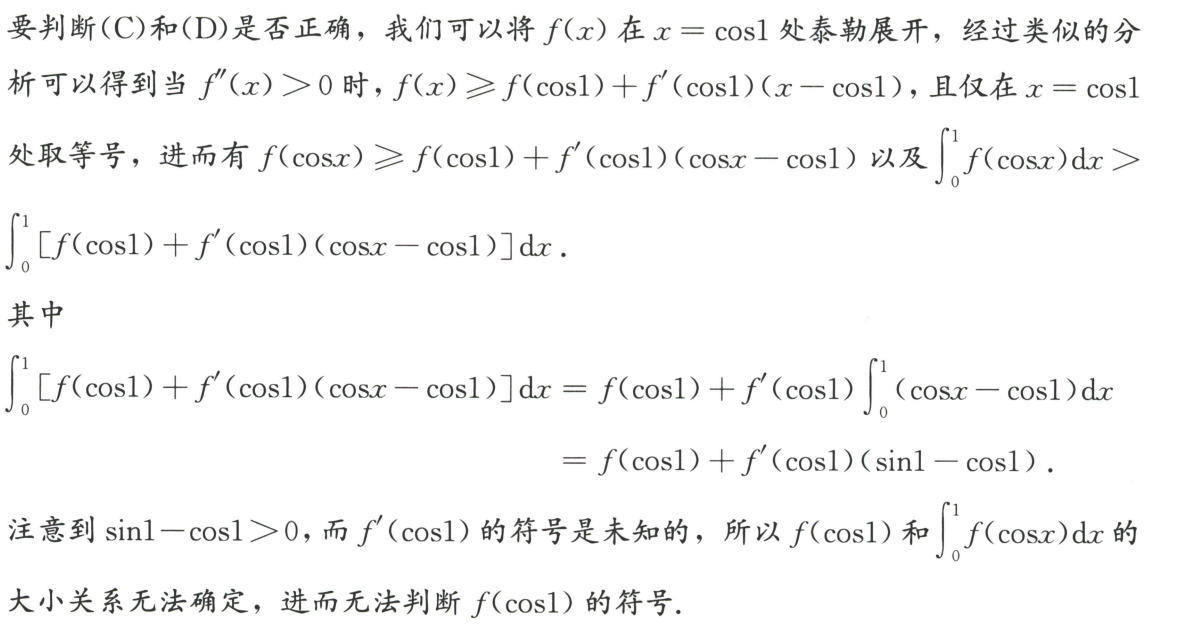 要判断(C)和(D)是否正确，我们可以将 f(x) 在 x = cos1 处泰勒展开，经过类似的分
析可以得到当 f″(x)＞0 时, f(x)⩾f(cos1)+f′(cos1)(x−cos1), 且仅在 x = cos1
处取等号，进而有 f(cosx)⩾f(cos1)+f′(cos1)(cosx−cos1) 以及∫₀¹ f(cosx)dx＞
∫₀¹ [f(cos1)+f′(cos1)(cosx−cos1)]dx .
其中
∫₀¹ [f(cos1)+f′(cos1)(cosx−cos1)]dx = f(cos1)+f′(cos1)∫₀¹ (cosx−cos1)dx
= f(cos1)+f′(cos1)(sin1−cos1) .
注意到 sin1−cos1＞0, 而 f′(cos1) 的符号是未知的，所以 f(cos1) 和∫₀¹ f(cosx)dx 的
大小关系无法确定，进而无法判断 f(cos1) 的符号.